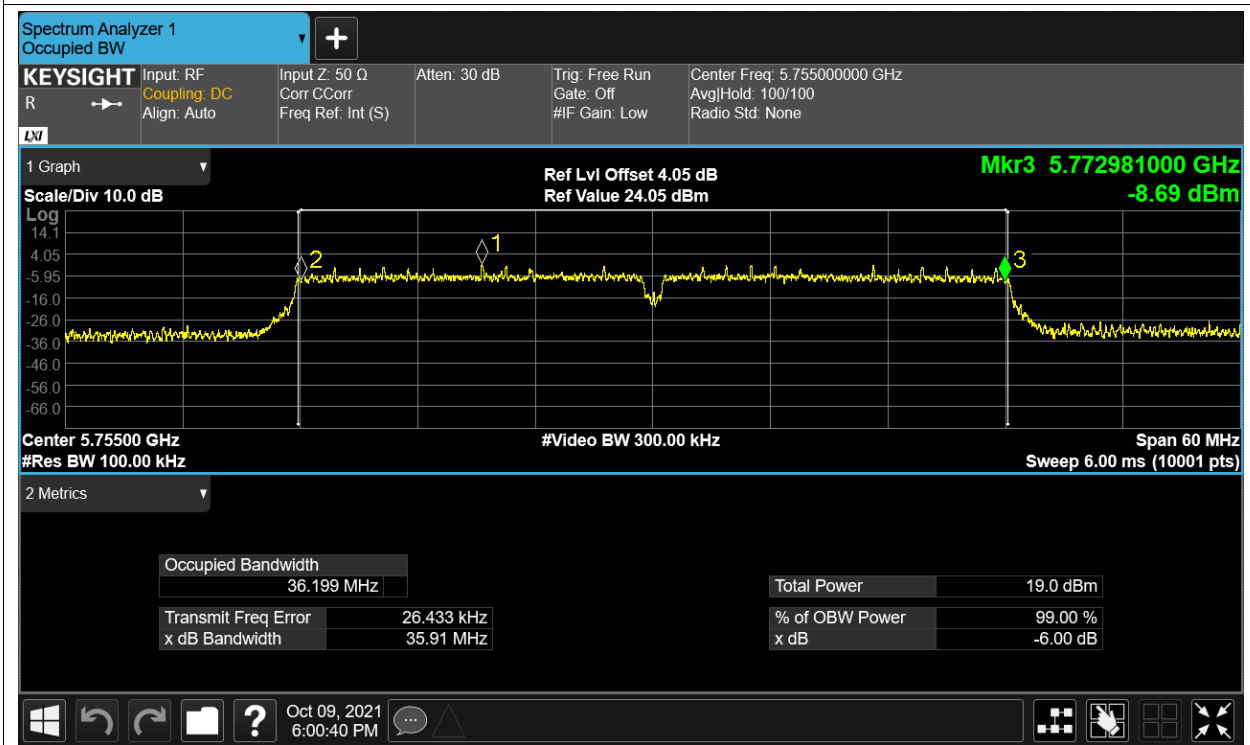 Spectrum Analyzer 1
Occupied BW
+
KEYSIGHT
R
LXI
Input: RF
Coupling: DC
Align: Auto
Input Z: 50 Ω
Corr CCorr
Freq Ref: Int (S)
Atten: 30 dB
Trig: Free Run
Gate: Off
#IF Gain: Low
Center Freq: 5.755000000 GHz
Avg|Hold: 100/100
Radio Std: None
1 Graph
Scale/Div 10.0 dB
Ref Lvl Offset 4.05 dB
Ref Value 24.05 dBm
Mkr3 5.772981000 GHz
-8.69 dBm
Log
14.1
4.05
-5.95
-16.0
-26.0
-36.0
-46.0
-56.0
-66.0
2
1
3
Center 5.75500 GHz
#Res BW 100.00 kHz
#Video BW 300.00 kHz
Span 60 MHz
Sweep 6.00 ms (10001 pts)
2 Metrics
Occupied Bandwidth
36.199 MHz
Transmit Freq Error 26.433 kHz
x dB Bandwidth 35.91 MHz
Total Power 19.0 dBm
% of OBW Power 99.00 %
x dB -6.00 dB
?
Oct 09, 2021
6:00:40 PM